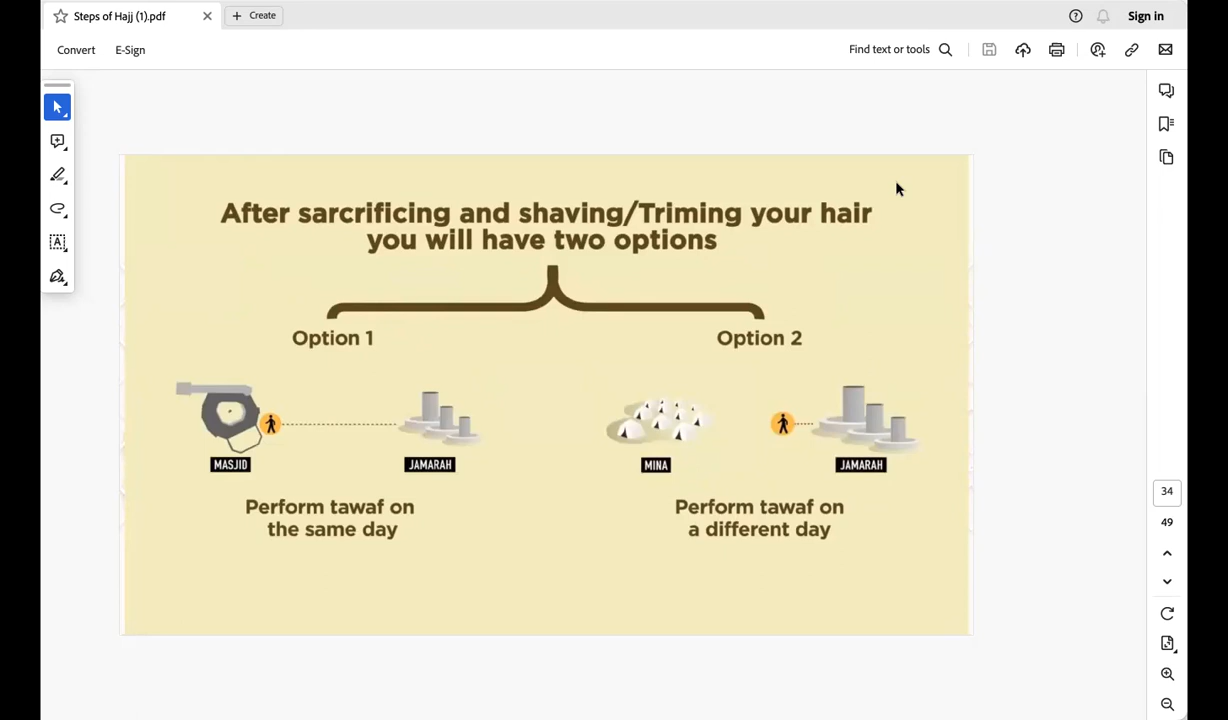 Steps of Hajj (1).pdf
Create
Sign in
Convert
E-Sign
Find text or tools
After sarcrificing and shaving/Triming your hair
you will have two options
Option 1
Option 2
MASJID
JAMARAH
MINA
JAMARAH
Perform tawaf on
the same day
Perform tawaf on
a different day
34
49